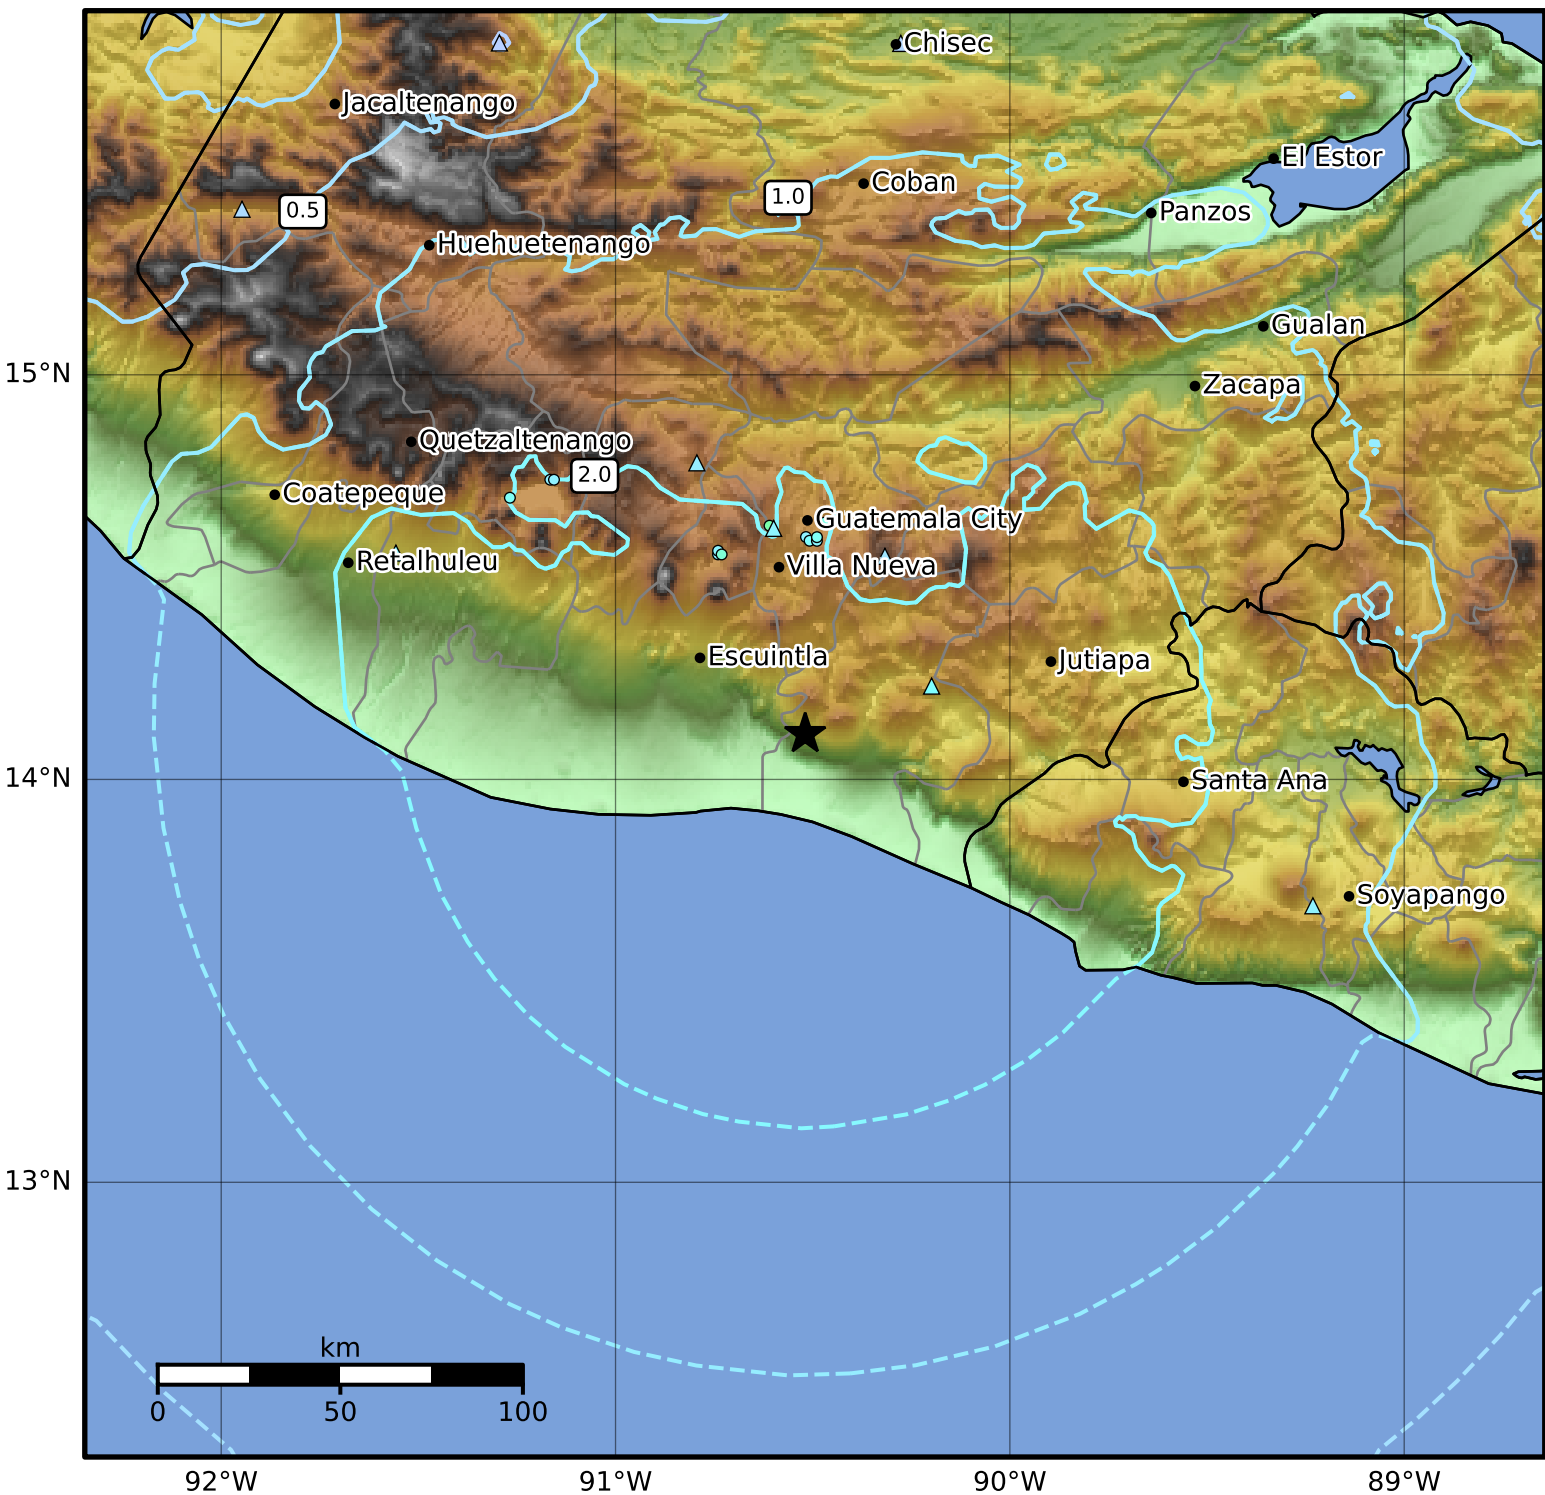 Chisec
Jacaltenango
El Estor
Coban
1.0
0.5
Panzos
Huehuetenango
Gualan
15°N
Zacapa
Quetzaltenango
2.0
Coatepeque
Guatemala City
Retalhuleu
Villa Nueva
Escuintla
Jutiapa
14°N
Santa Ana
Soyapango
13°N
km
0 50 100
92°W 91°W 90°W 89°W